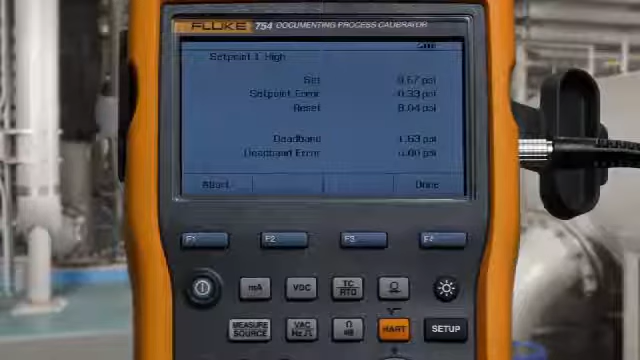 FLUKE 754 DOCUMENTING PROCESS CALIBRATOR
Setpoint 1 High
Set 9.67 psi
Setpoint Error -0.33 psi
Reset 8.04 psi
Deadband 1.63 psi
Deadband Error 0.00 psi
Abort Done
F1 F2 F3 F4
mA VDC TC RTD
MEASURE SOURCE VAC Hz Ω HART SETUP